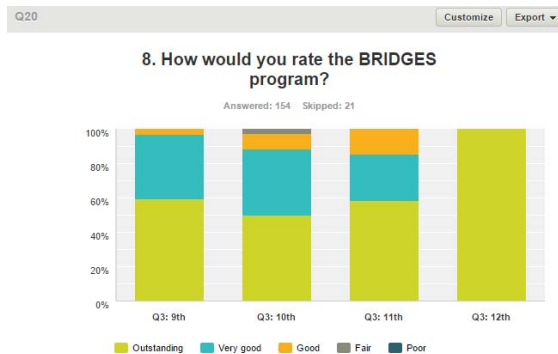 Q20
Customize
Export
8. How would you rate the BRIDGES
program?
Answered: 154 Skipped: 21
100%
80%
60%
40%
20%
0%
Q3: 9th Q3: 10th Q3: 11th Q3: 12th
Outstanding Very good Good Fair Poor